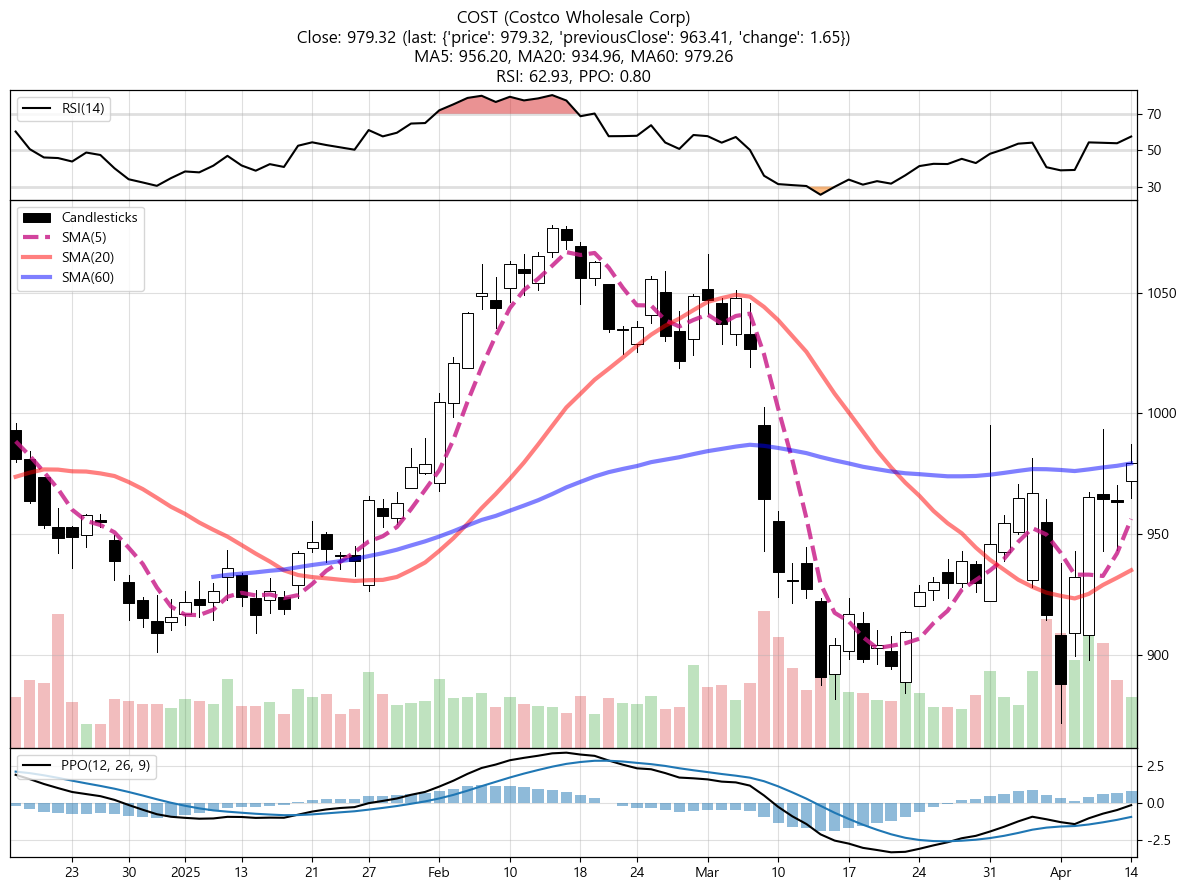 COST (Costco Wholesale Corp)
Close: 979.32 (last: {'price': 979.32, 'previousClose': 963.41, 'change': 1.65})
MA5: 956.20, MA20: 934.96, MA60: 979.26
RSI: 62.93, PPO: 0.80
RSI(14)
70
50
30
Candlesticks
SMA(5)
SMA(20)
SMA(60)
1050
1000
950
900
PPO(12, 26, 9)
2.5
0.0
−2.5
23 30 2025 13 21 27 Feb 10 18 24 Mar 10 17 24 31 Apr 14